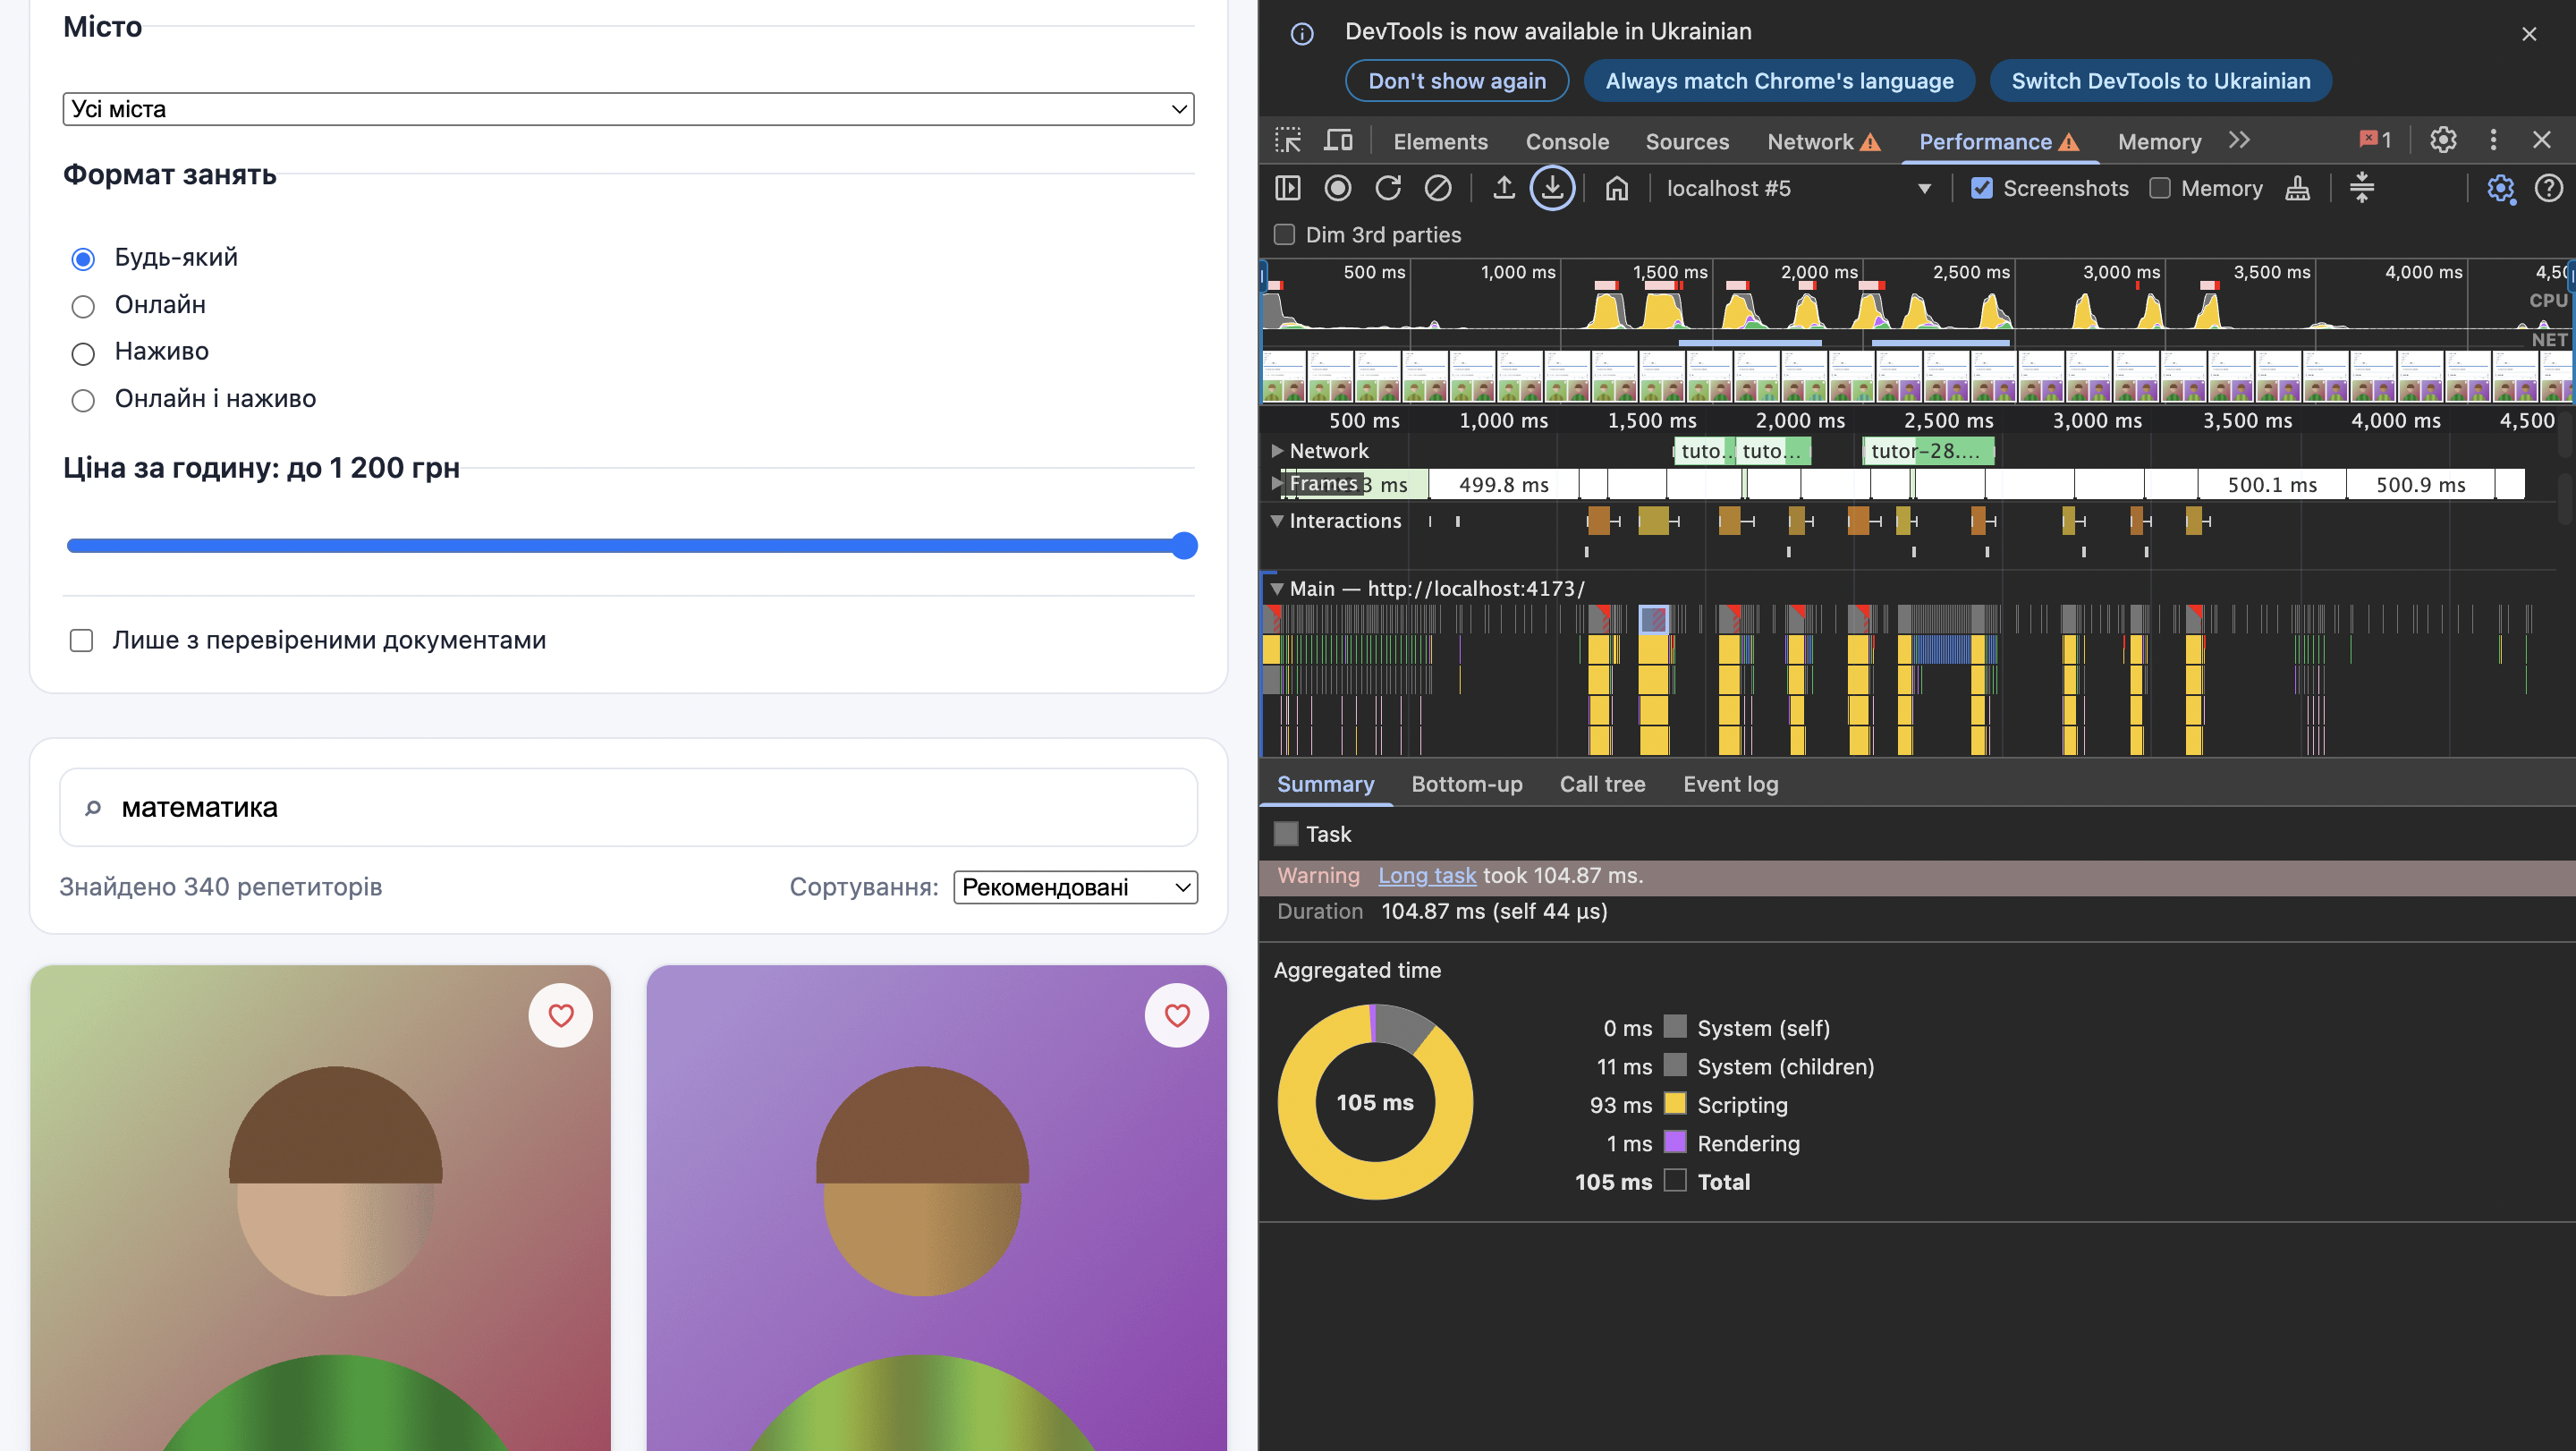 Місто
Усі міста
Формат занять
Будь-який
Онлайн
Наживо
Онлайн і наживо
Ціна за годину: до 1 200 грн
Лише з перевіреними документами
математика
Знайдено 340 репетиторів
Сортування: Рекомендовані
DevTools is now available in Ukrainian
Don't show again Always match Chrome's language Switch DevTools to Ukrainian
Elements Console Sources Network Performance Memory 1
localhost #5 Screenshots Memory
Dim 3rd parties
500 ms 1,000 ms 1,500 ms 2,000 ms 2,500 ms 3,000 ms 3,500 ms 4,000 ms 4,50
CPU
NET
500 ms 1,000 ms 1,500 ms 2,000 ms 2,500 ms 3,000 ms 3,500 ms 4,000 ms 4,500
Network tuto... tuto... tutor-28....
Frames 3 ms 499.8 ms 500.1 ms 500.9 ms
Interactions
Main — http://localhost:4173/
Summary Bottom-up Call tree Event log
Task
Warning Long task took 104.87 ms.
Duration 104.87 ms (self 44 μs)
Aggregated time
105 ms
0 ms System (self)
11 ms System (children)
93 ms Scripting
1 ms Rendering
105 ms Total